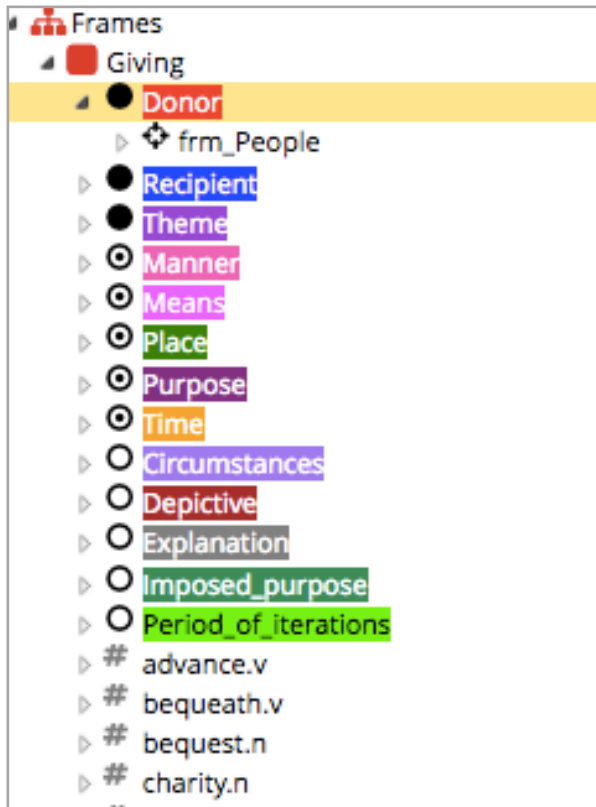 Frames
Giving
Donor
frm_People
Recipient
Theme
Manner
Means
Place
Purpose
Time
Circumstances
Depictive
Explanation
Imposed_purpose
Period_of_iterations
# advance.v
# bequeath.v
# bequest.n
# charity.n